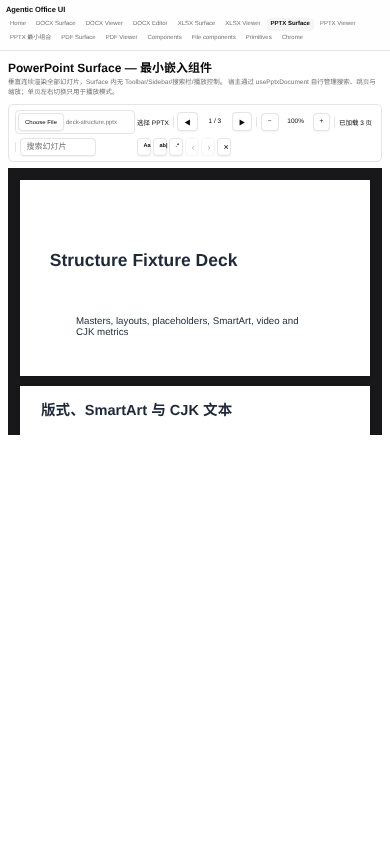 Agentic Office UI
Home DOCX Surface DOCX Viewer DOCX Editor XLSX Surface XLSX Viewer PPTX Surface PPTX Viewer
PPTX 最小组合 PDF Surface PDF Viewer Components File components Primitives Chrome
PowerPoint Surface — 最小嵌入组件
垂直连续渲染全部幻灯片，Surface 内无 Toolbar/Sidebar/搜索栏/播放控制。 宿主通过 usePptxDocument 自行管理搜索、跳页与
缩放；单页左右切换只用于播放模式。
Choose File deck-structure.pptx 选择 PPTX ◀ 1 / 3 ▶ − 100% + 已加载 3 页
搜索幻灯片 Aa ab| .* ‹ › ✕
Structure Fixture Deck
Masters, layouts, placeholders, SmartArt, video and
CJK metrics
版式、SmartArt 与 CJK 文本